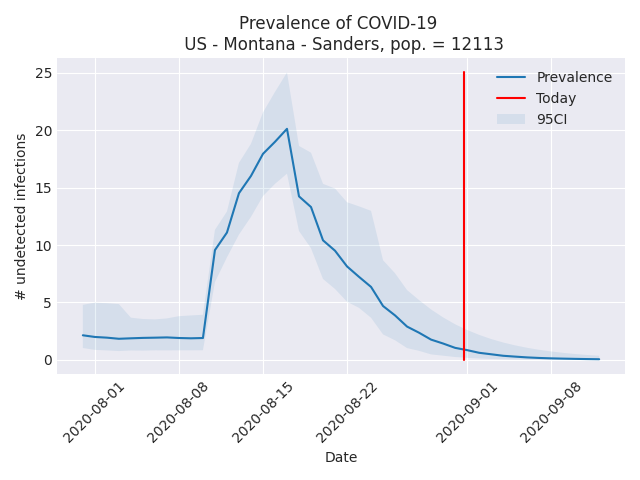 Prevalence of COVID-19
US - Montana - Sanders, pop. = 12113
25
20
15
10
5
0
# undetected infections
Prevalence
Today
95CI
2020-08-01
2020-08-08
2020-08-15
2020-08-22
2020-09-01
2020-09-08
Date